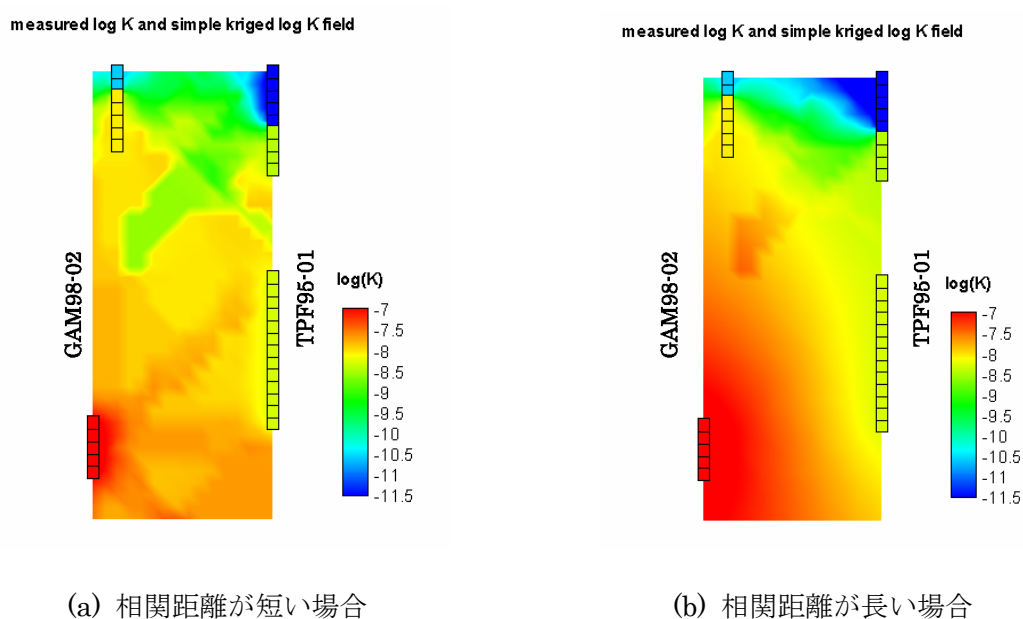 measured log K and simple kriged log K field
GAM98-02
TPF95-01
log(K)
-7
-7.5
-8
-8.5
-9
-9.5
-10
-10.5
-11
-11.5
(a) 相関距離が短い場合
measured log K and simple kriged log K field
GAM98-02
TPF95-01
log(K)
-7
-7.5
-8
-8.5
-9
-9.5
-10
-10.5
-11
-11.5
(b) 相関距離が長い場合